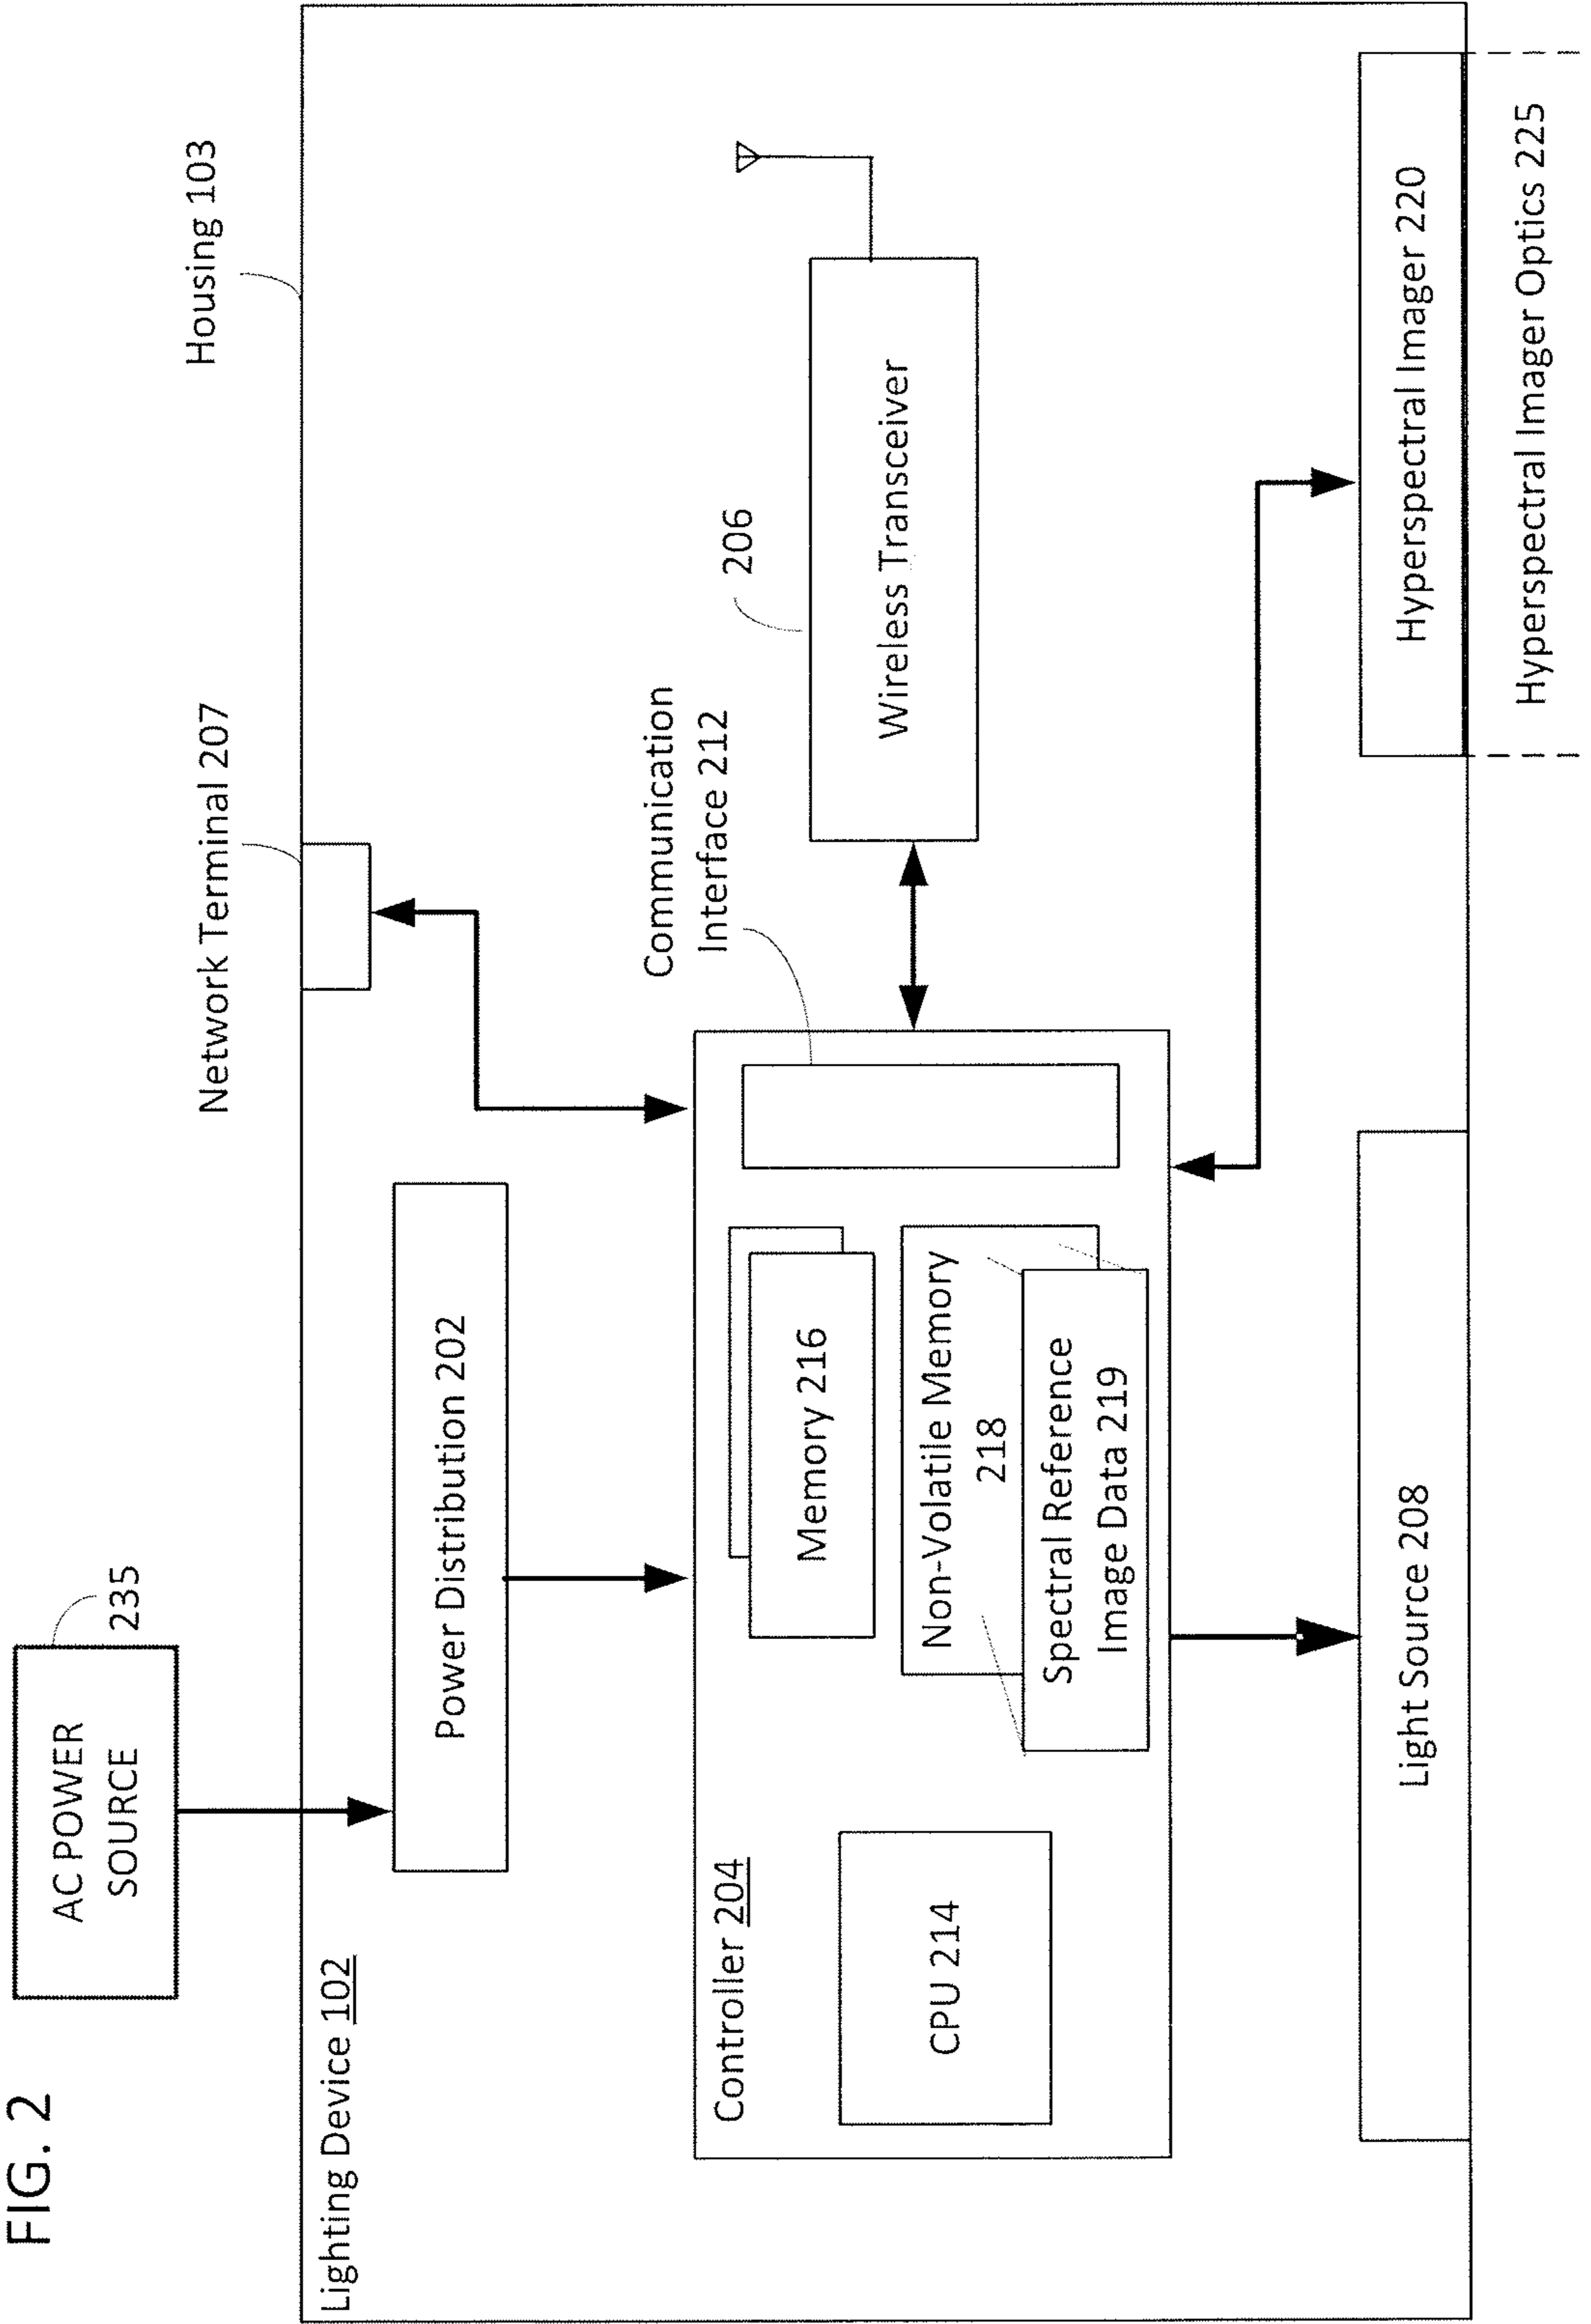 FIG. 2
AC POWER
SOURCE
235
Lighting Device 102
Housing 103
Network Terminal 207
Power Distribution 202
Communication
Interface 212
206
Wireless Transceiver
Controller 204
CPU 214
Memory 216
Non-Volatile Memory
218
Spectral Reference
Image Data 219
Light Source 208
Hyperspectral Imager 220
Hyperspectral Imager Optics 225